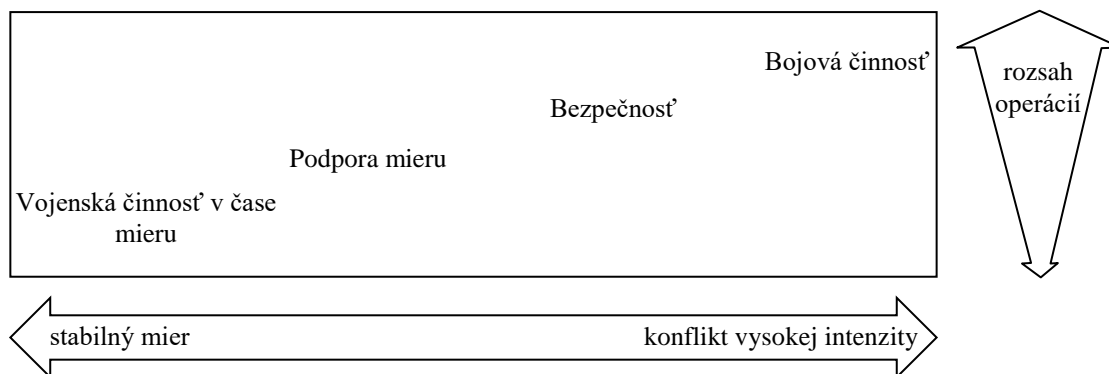 Bojová činnosť
rozsah
operácií
Bezpečnosť
Podpora mieru
Vojenská činnosť v čase
mieru
stabilný mier
konflikt vysokej intenzity